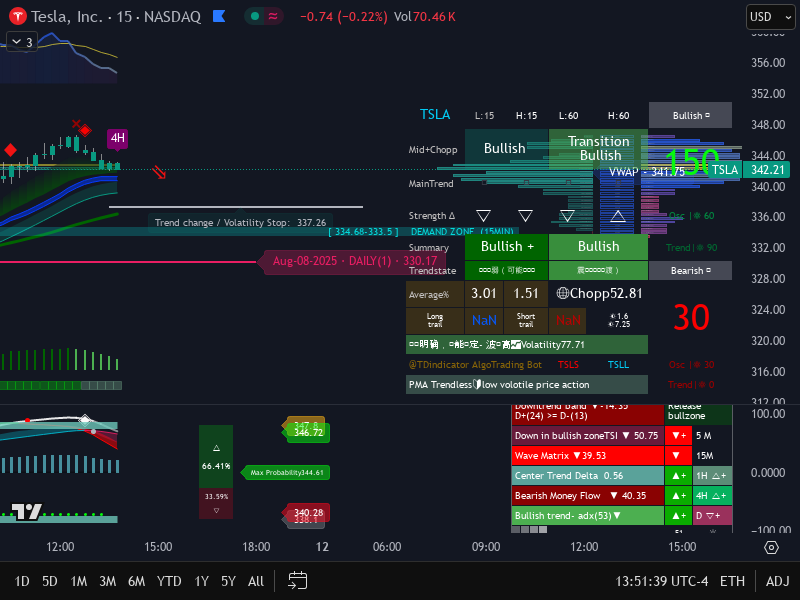 Tesla, Inc. · 15 · NASDAQ
−0.74 (−0.22%) Vol 70.46 K
USD
3
356.00
352.00
348.00
344.00
342.21
340.00
336.00
332.00
328.00
324.00
320.00
316.00
312.00
4H
TSLA L:15 H:15 L:60 H:60 Bullish
Mid+Chopp Bullish Transition Bullish 150
VWAP - 341.75 TSLA
MainTrend
Strength Δ Osc | 60
Trend change / Volatility Stop: 337.26
[ 334.68-333.5 ] DEMAND ZONE (15MIN)
Summary Bullish + Bullish Trend | 90
Aug-08-2025 · DAILY(1) · 330.17
Trendstate Bearish
Average% 3.01 1.51 Chopp52.81
30
Long trail NaN Short trail NaN 1.6
7.25
Volatility77.71
@TDindicator AlgoTrading Bot TSLS TSLL Osc | 30
PMA Trendless low volotile price action Trend | 0
Downtrend Band ▼-14.35 Release
D+(24) >= D-(13) bullzone
Down in bullish zoneTSI ▼ 50.75 ▼+ 5 M
Wave Matrix ▼39.53 ▼ 15M
Center Trend Delta 0.56 ▲+ 1H △+
Bearish Money Flow ▼ 40.35 ▲+ 4H △+
Bullish trend- adx(53)▼ ▲+ D ▽+
100.00
0.0000
−100.00
△
66.41%
33.59%
▽
347.8
346.72
Max Probability344.61
340.28
338.1
12:00 15:00 18:00 12 06:00 09:00 12:00 15:00
1D 5D 1M 3M 6M YTD 1Y 5Y All 13:51:39 UTC-4 ETH ADJ